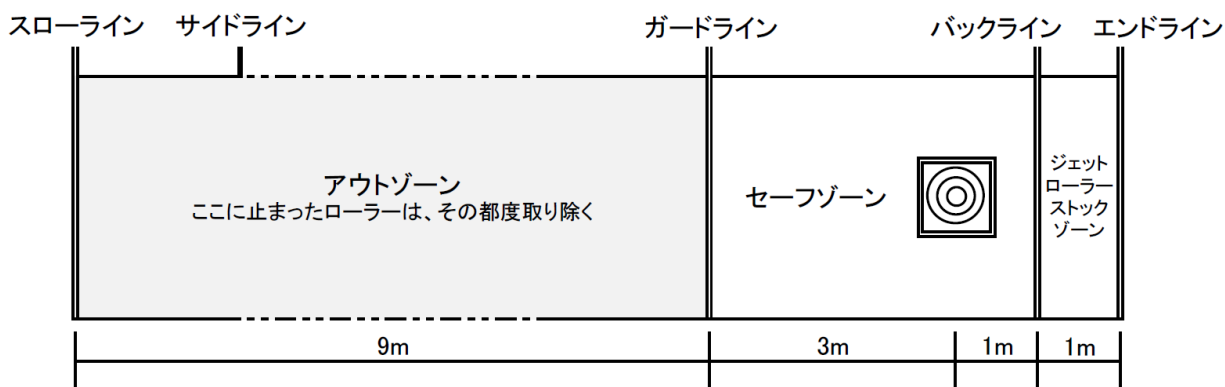 スローライン
サイドライン
ガードライン
バックライン
エンドライン
アウトゾーン
ここに止まったローラーは、その都度取り除く
セーフゾーン
ジェット
ローラー
ストック
ゾーン
9m
3m
1m
1m